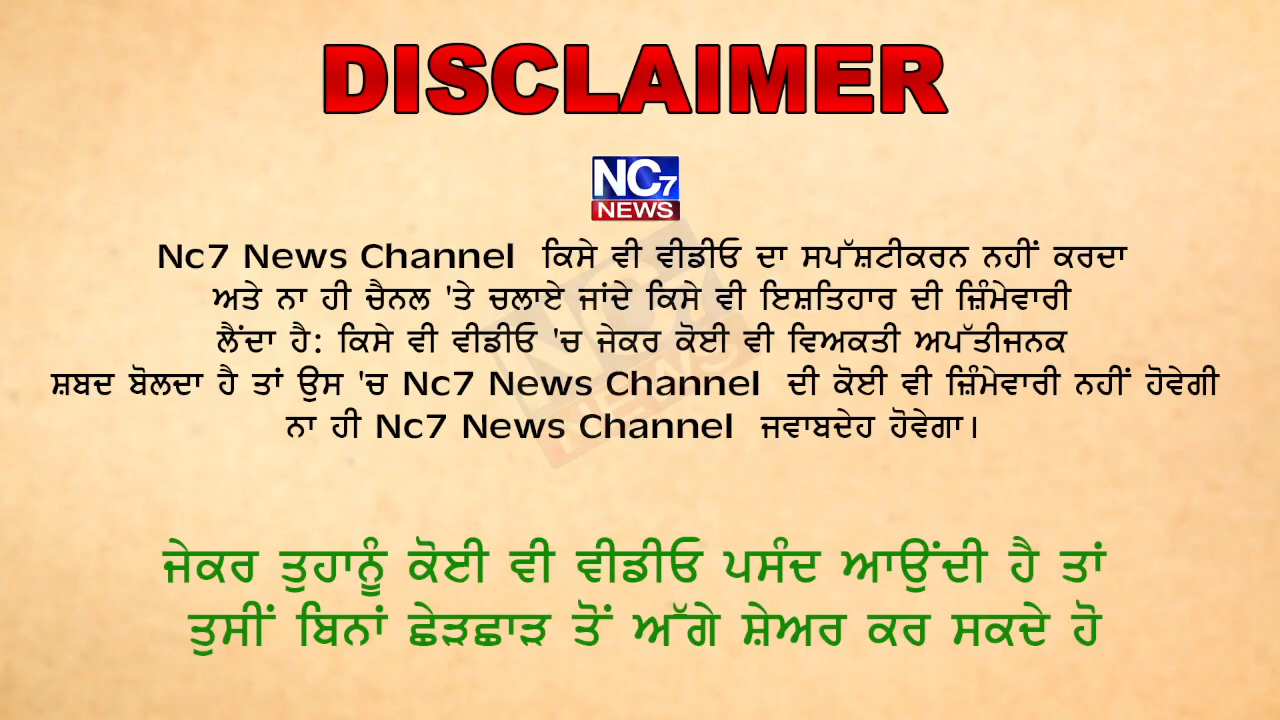 DISCLAIMER
NC7
NEWS
Nc7 News Channel ਕਿਸੇ ਵੀ ਵੀਡੀਓ ਦਾ ਸਪੱਸ਼ਟੀਕਰਨ ਨਹੀਂ ਕਰਦਾ
ਅਤੇ ਨਾ ਹੀ ਚੈਨਲ 'ਤੇ ਚਲਾਏ ਜਾਂਦੇ ਕਿਸੇ ਵੀ ਇਸ਼ਤਿਹਾਰ ਦੀ ਜ਼ਿੰਮੇਵਾਰੀ
ਲੈਂਦਾ ਹੈ: ਕਿਸੇ ਵੀ ਵੀਡੀਓ 'ਚ ਜੇਕਰ ਕੋਈ ਵੀ ਵਿਅਕਤੀ ਅਪੱਤੀਜਨਕ
ਸ਼ਬਦ ਬੋਲਦਾ ਹੈ ਤਾਂ ਉਸ 'ਚ Nc7 News Channel ਦੀ ਕੋਈ ਵੀ ਜ਼ਿੰਮੇਵਾਰੀ ਨਹੀਂ ਹੋਵੇਗੀ
ਨਾ ਹੀ Nc7 News Channel ਜਵਾਬਦੇਹ ਹੋਵੇਗਾ।
ਜੇਕਰ ਤੁਹਾਨੂੰ ਕੋਈ ਵੀ ਵੀਡੀਓ ਪਸੰਦ ਆਉਂਦੀ ਹੈ ਤਾਂ
ਤੁਸੀਂ ਬਿਨਾਂ ਛੇੜਛਾੜ ਤੋਂ ਅੱਗੇ ਸ਼ੇਅਰ ਕਰ ਸਕਦੇ ਹੋ